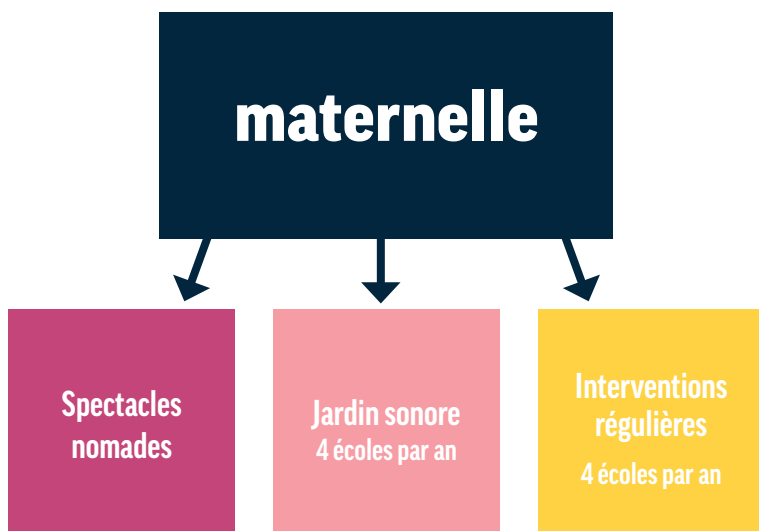 maternelle
Spectacles
nomades
Jardin sonore
4 écoles par an
Interventions
régulières
4 écoles par an